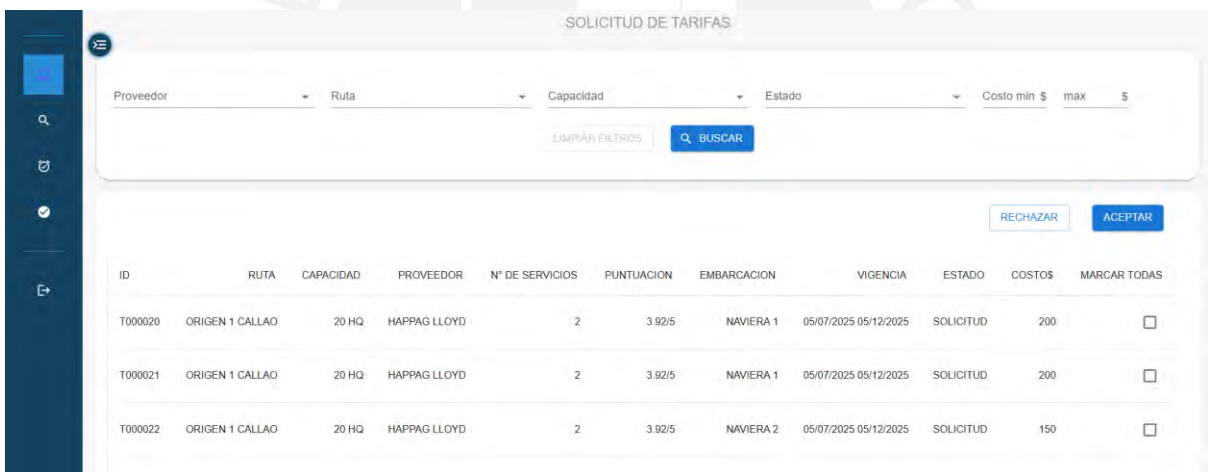 SOLICITUD DE TARIFAS
Proveedor Ruta Capacidad Estado Costo min $ max $
LIMPIAR FILTROS BUSCAR
RECHAZAR ACEPTAR
ID RUTA CAPACIDAD PROVEEDOR N° DE SERVICIOS PUNTUACION EMBARCACION VIGENCIA ESTADO COSTO$ MARCAR TODAS
T000020 ORIGEN 1 CALLAO 20 HQ HAPPAG LLOYD 2 3.92/5 NAVIERA 1 05/07/2025 05/12/2025 SOLICITUD 200
T000021 ORIGEN 1 CALLAO 20 HQ HAPPAG LLOYD 2 3.92/5 NAVIERA 1 05/07/2025 05/12/2025 SOLICITUD 200
T000022 ORIGEN 1 CALLAO 20 HQ HAPPAG LLOYD 2 3.92/5 NAVIERA 2 05/07/2025 05/12/2025 SOLICITUD 150